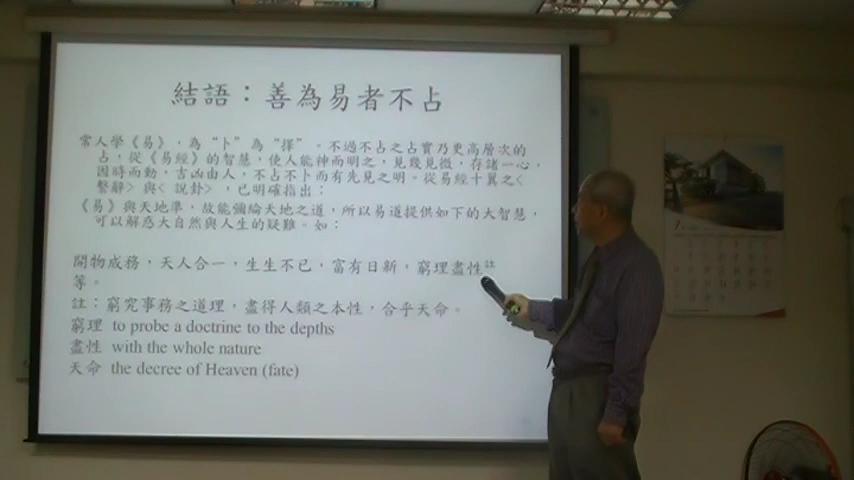 結語：善為易者不占
常人學《易》，為“卜”為“擇”。不過不占之占實乃更高層次的
占，從《易經》的智慧，使人能神而明之，見幾見微，存諸一心，
因時而動，吉凶由人，不占不卜而有先見之明。從易經十翼之<
繫辭>與<說卦>，已明確指出：
《易》與天地準，故能彌綸天地之道，所以易道提供如下的大智慧，
可以解惑大自然與人生的疑難。如：
開物成務，天人合一，生生不已，富有日新，窮理盡性註
等。
註：窮究事務之道理，盡得人類之本性，合乎天命。
窮理 to probe a doctrine to the depths
盡性 with the whole nature
天命 the decree of Heaven (fate)